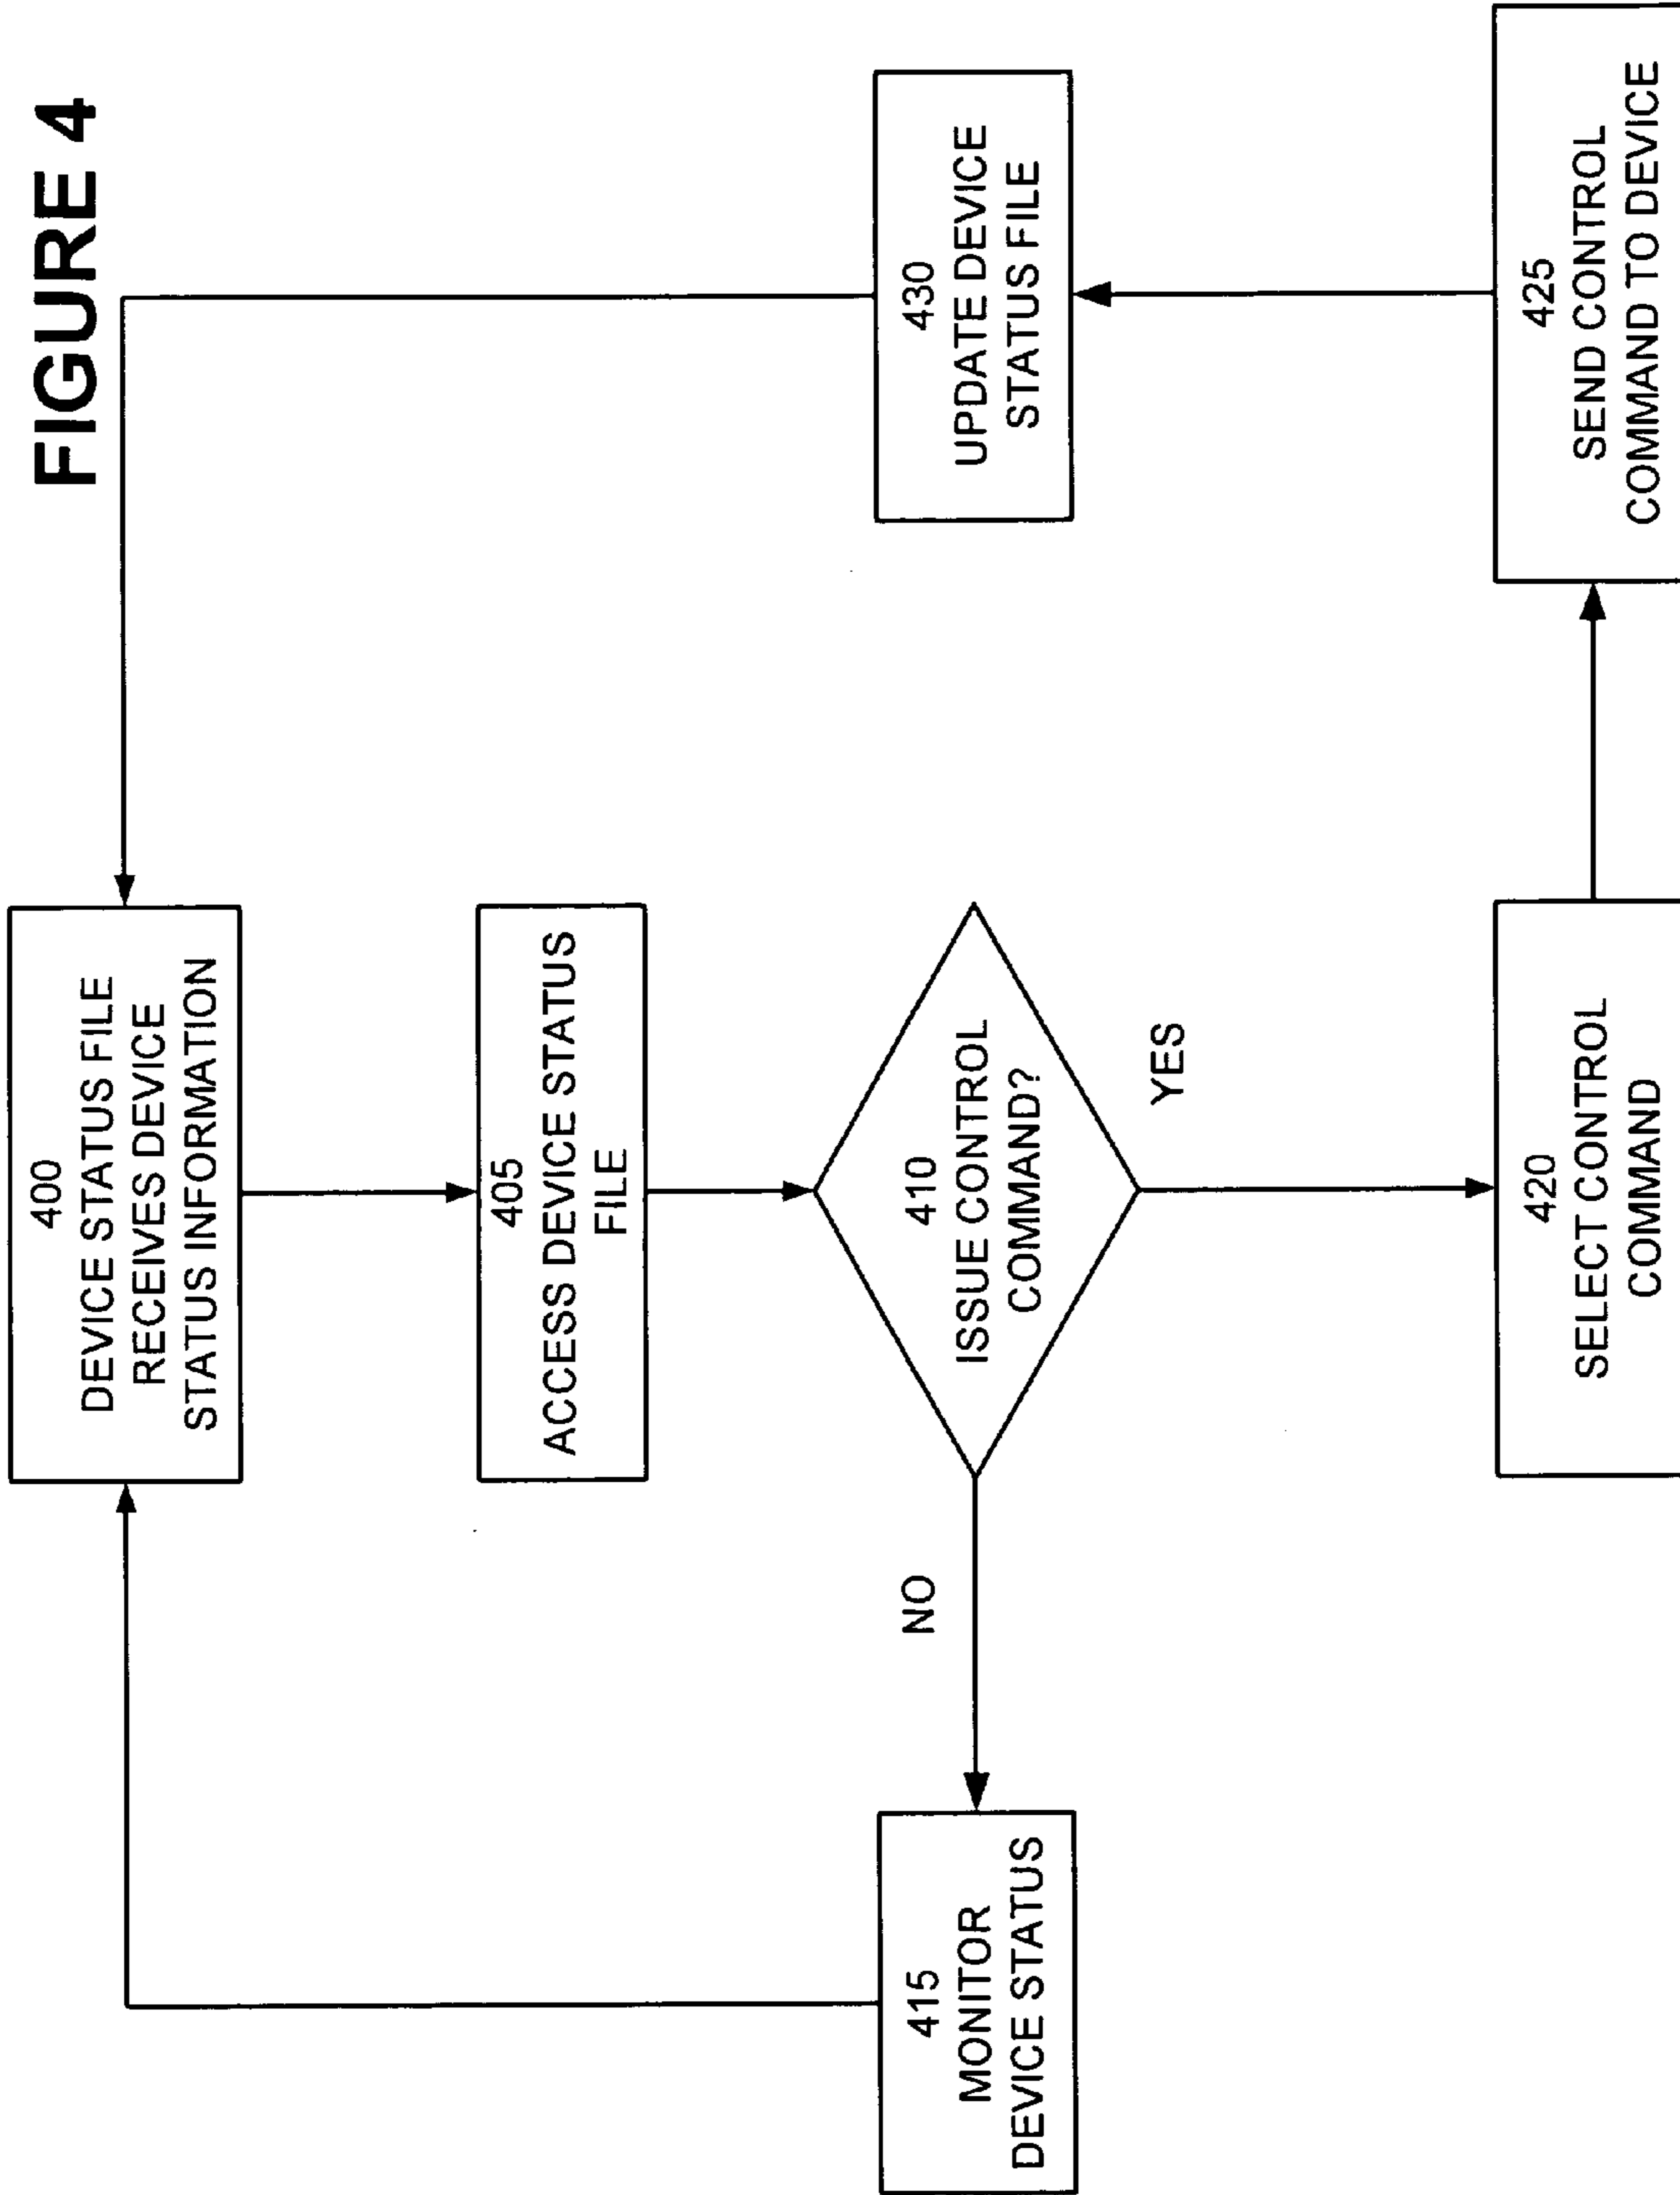 FIGURE 4
400
DEVICE STATUS FILE
RECEIVES DEVICE
STATUS INFORMATION
405
ACCESS DEVICE STATUS
FILE
410
ISSUE CONTROL
COMMAND?
NO
YES
415
MONITOR
DEVICE STATUS
420
SELECT CONTROL
COMMAND
425
SEND CONTROL
COMMAND TO DEVICE
430
UPDATE DEVICE
STATUS FILE